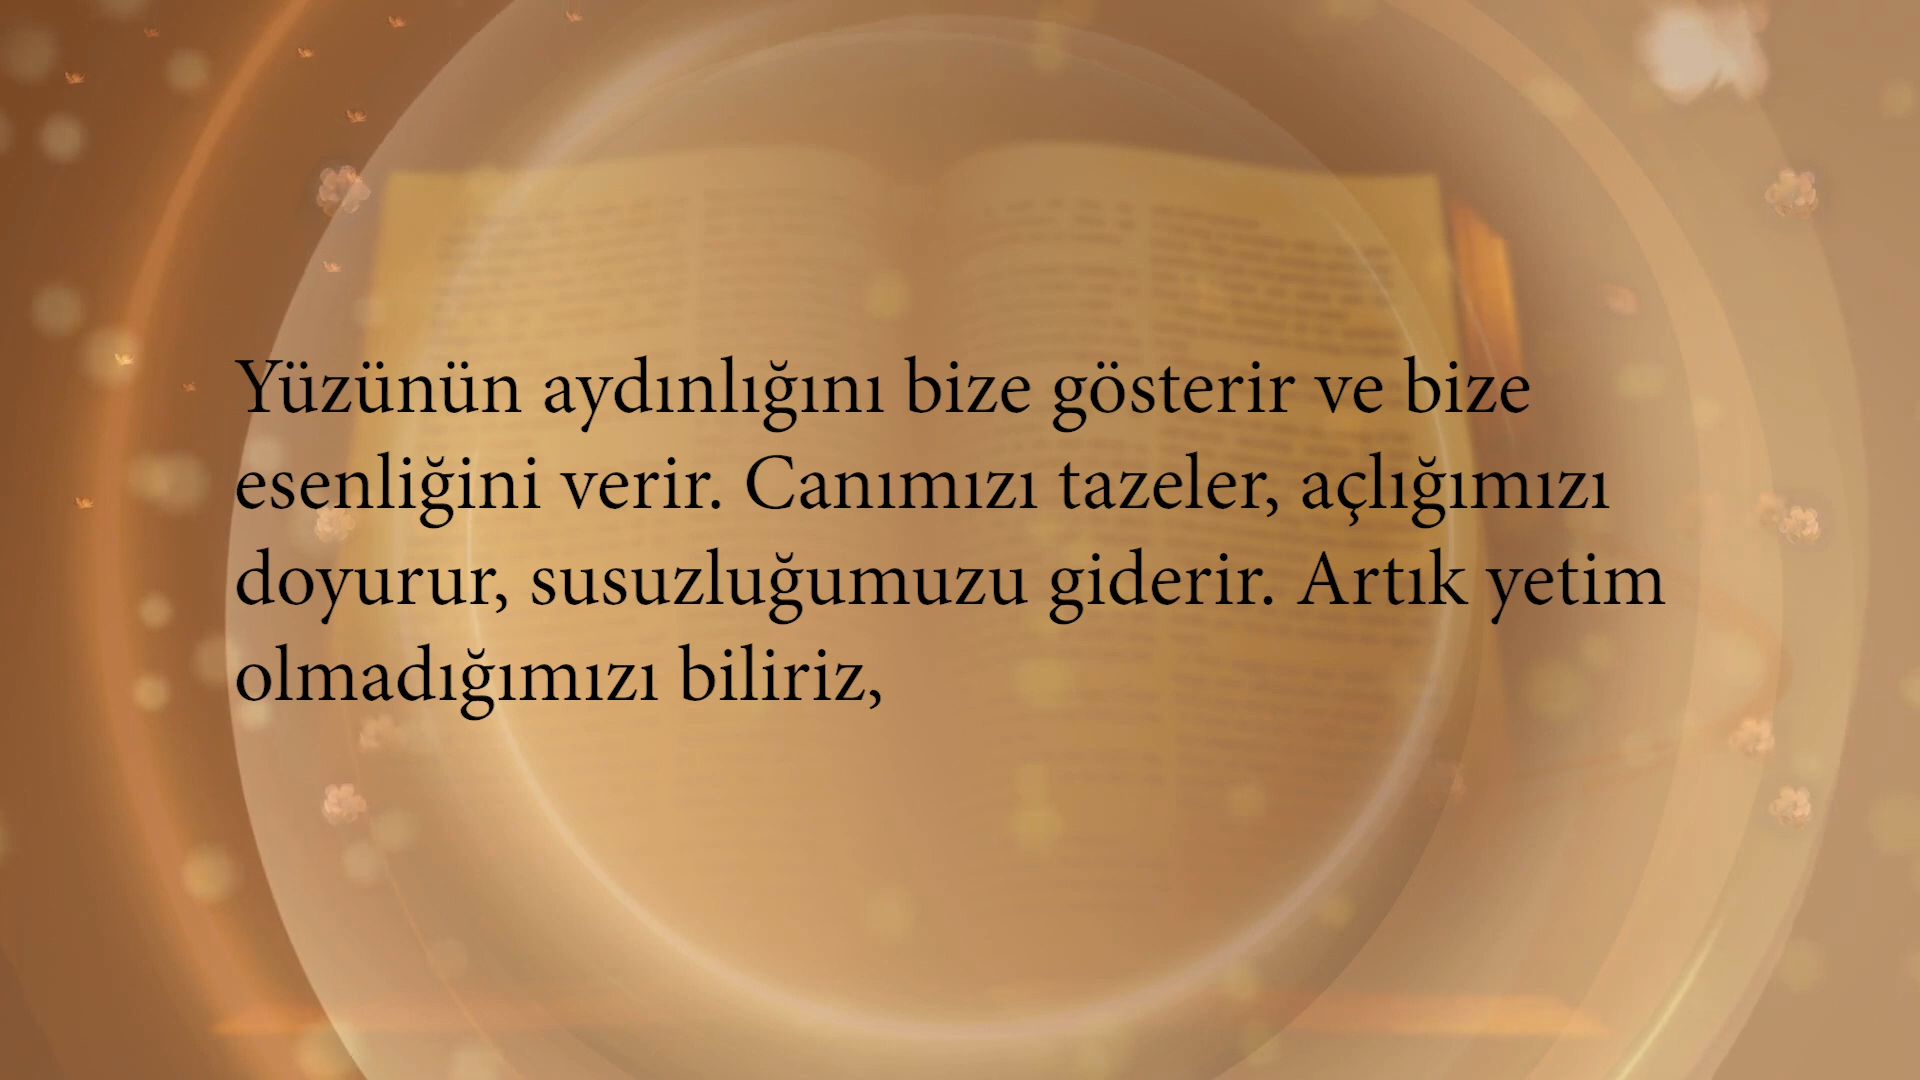 Yüzünün aydınlığını bize gösterir ve bize
esenliğini verir. Canımızı tazeler, açlığımızı
doyurur, susuzluğumuzu giderir. Artık yetim
olmadığımızı biliriz,